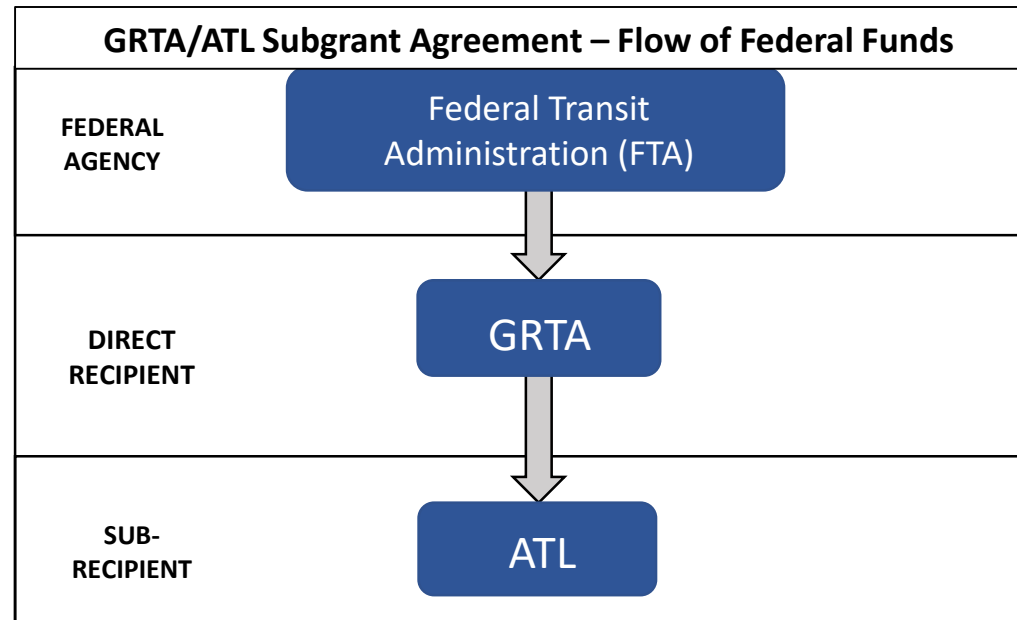 GRTA/ATL Subgrant Agreement – Flow of Federal Funds
FEDERAL
AGENCY
Federal Transit
Administration (FTA)
DIRECT
RECIPIENT
GRTA
SUB-
RECIPIENT
ATL